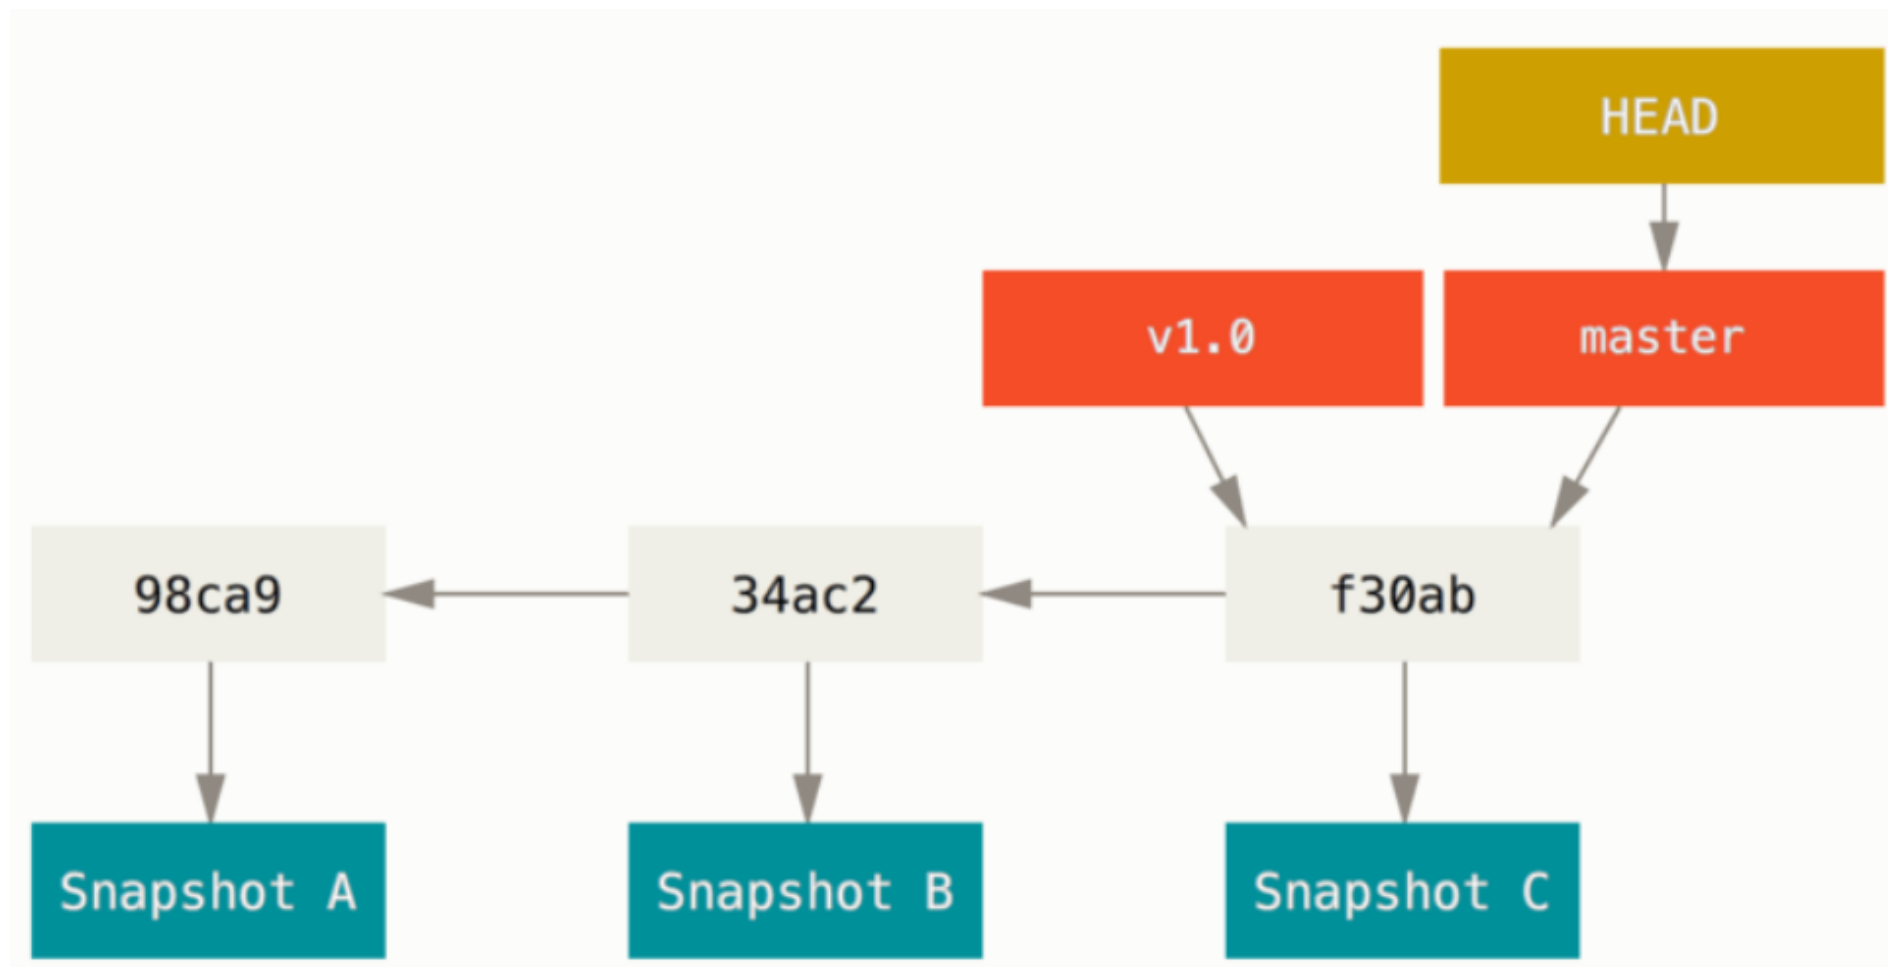 HEAD
v1.0
master
98ca9
34ac2
f30ab
Snapshot A
Snapshot B
Snapshot C